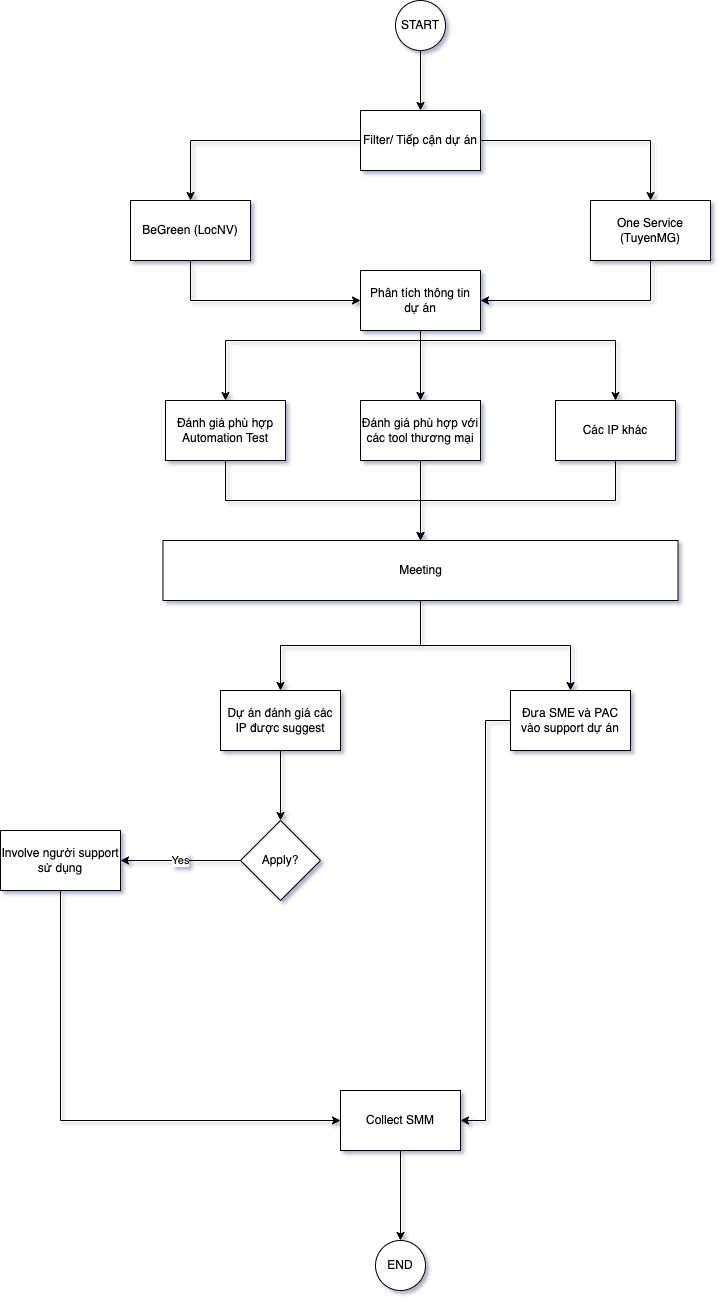 START
Filter/ Tiếp cận dự án
BeGreen (LocNV)
One Service
(TuyenMG)
Phân tích thông tin
dự án
Đánh giá phù hợp
Automation Test
Đánh giá phù hợp với
các tool thương mại
Các IP khác
Meeting
Dự án đánh giá các
IP được suggest
Đưa SME và PAC
vào support dự án
Apply?
Yes
Involve người support
sử dụng
Collect SMM
END